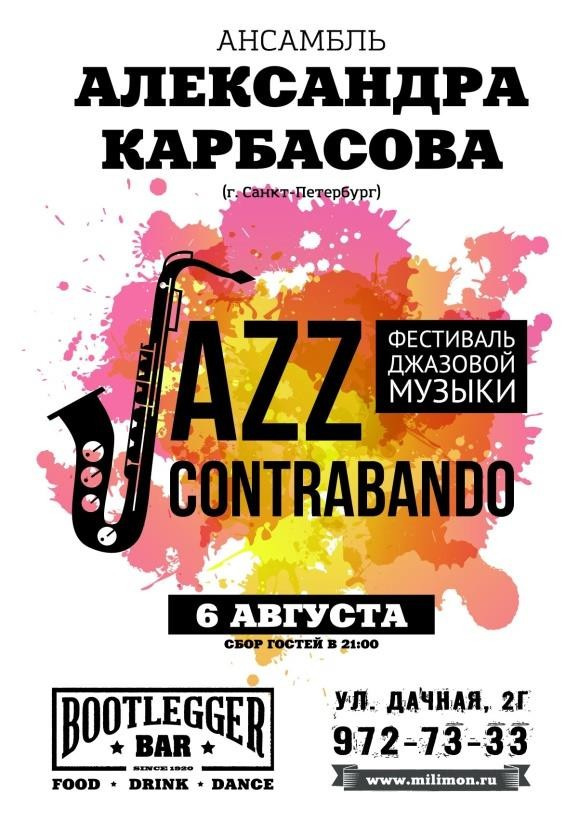 АНСАМБЛЬ
АЛЕКСАНДРА
КАРБАСОВА
(г. Санкт-Петербург)
JAZZ
ФЕСТИВАЛЬ
ДЖАЗОВОЙ
МУЗЫКИ
CONTRABANDO
6 АВГУСТА
СБОР ГОСТЕЙ В 21:00
BOOTLEGGER
★ BAR ★
SINCE 1920
FOOD ★ DRINK ★ DANCE
УЛ. ДАЧНАЯ, 2Г
972-73-33
www.milimon.ru